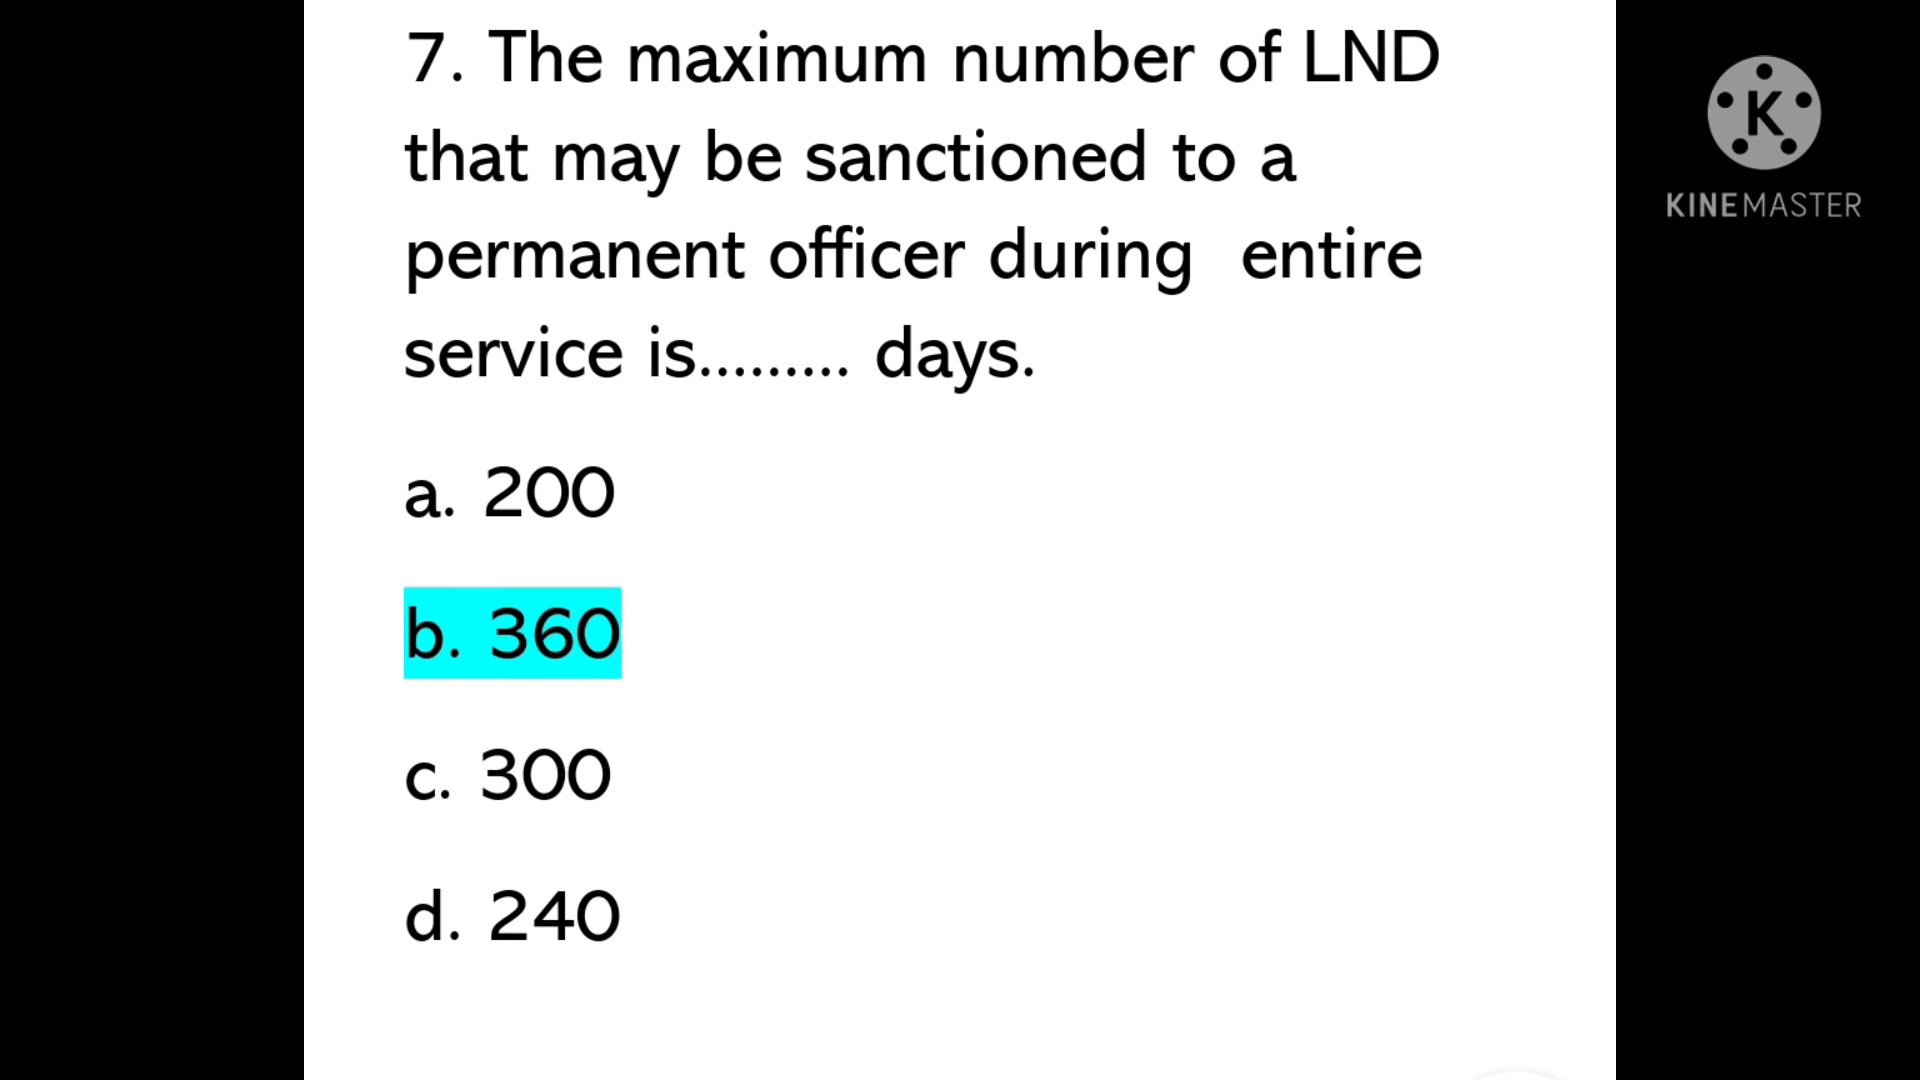 7. The maximum number of LND
that may be sanctioned to a
permanent officer during  entire
service is......... days.
a. 200
b. 360
c. 300
d. 240
K
KINEMASTER